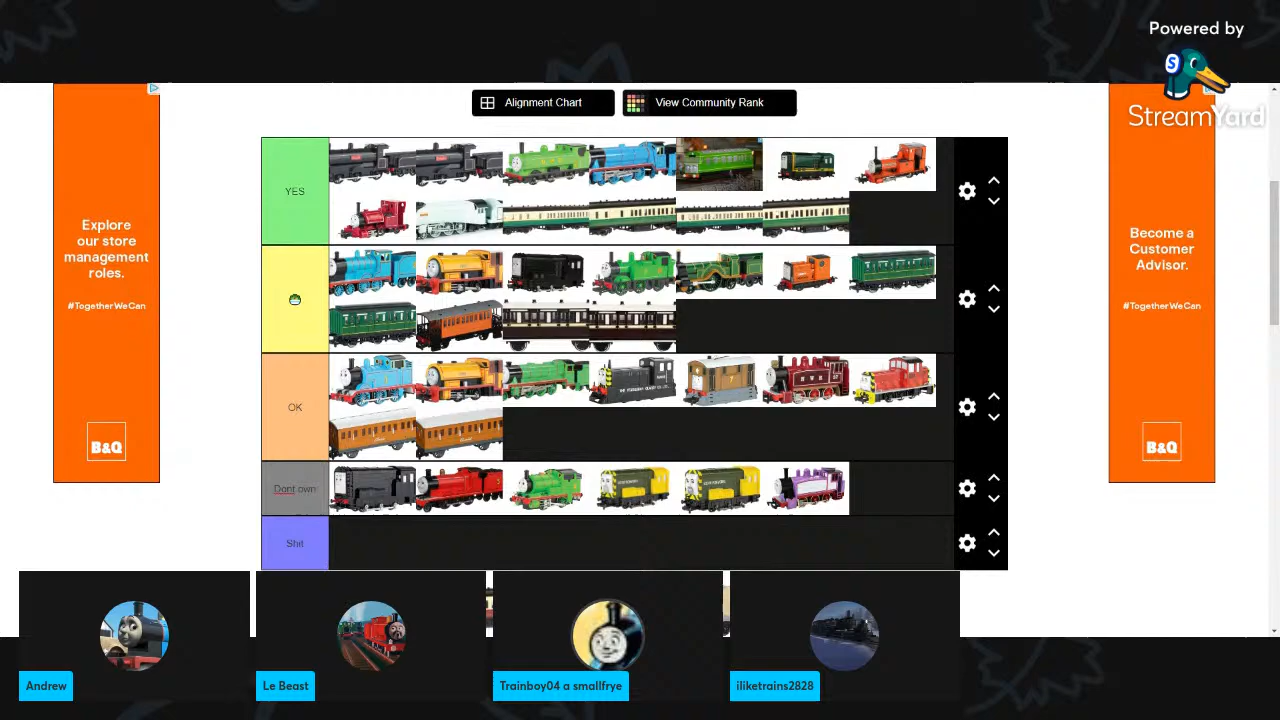 Powered by
StreamYard
Alignment Chart
View Community Rank
YES
OK
Dont own
Shit
Explore
our store
management
roles.
#TogetherWeCan
B&Q
Become a
Customer
Advisor.
#TogetherWeCan
B&Q
Andrew
Le Beast
Trainboy04 a smallfrye
iliketrains2828